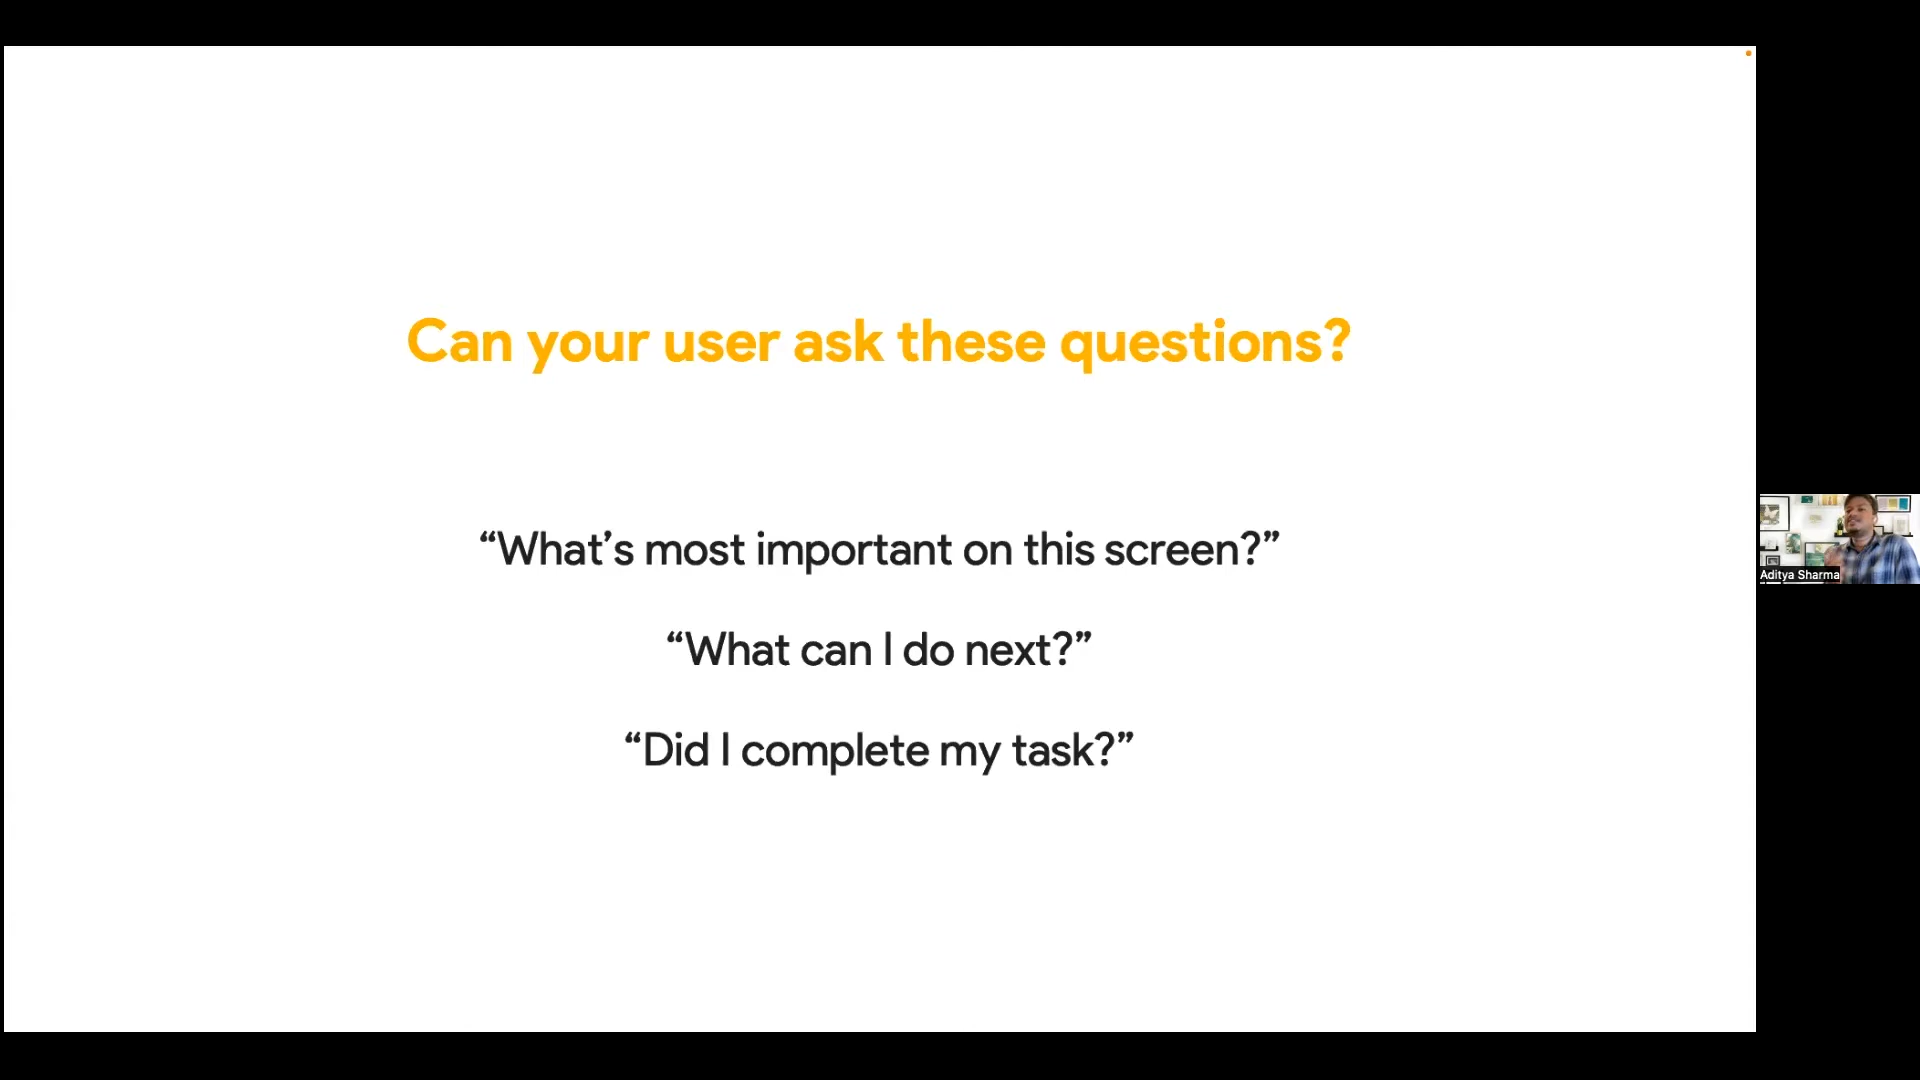 Can your user ask these questions?
“What’s most important on this screen?”
“What can I do next?”
“Did I complete my task?”
Aditya Sharma